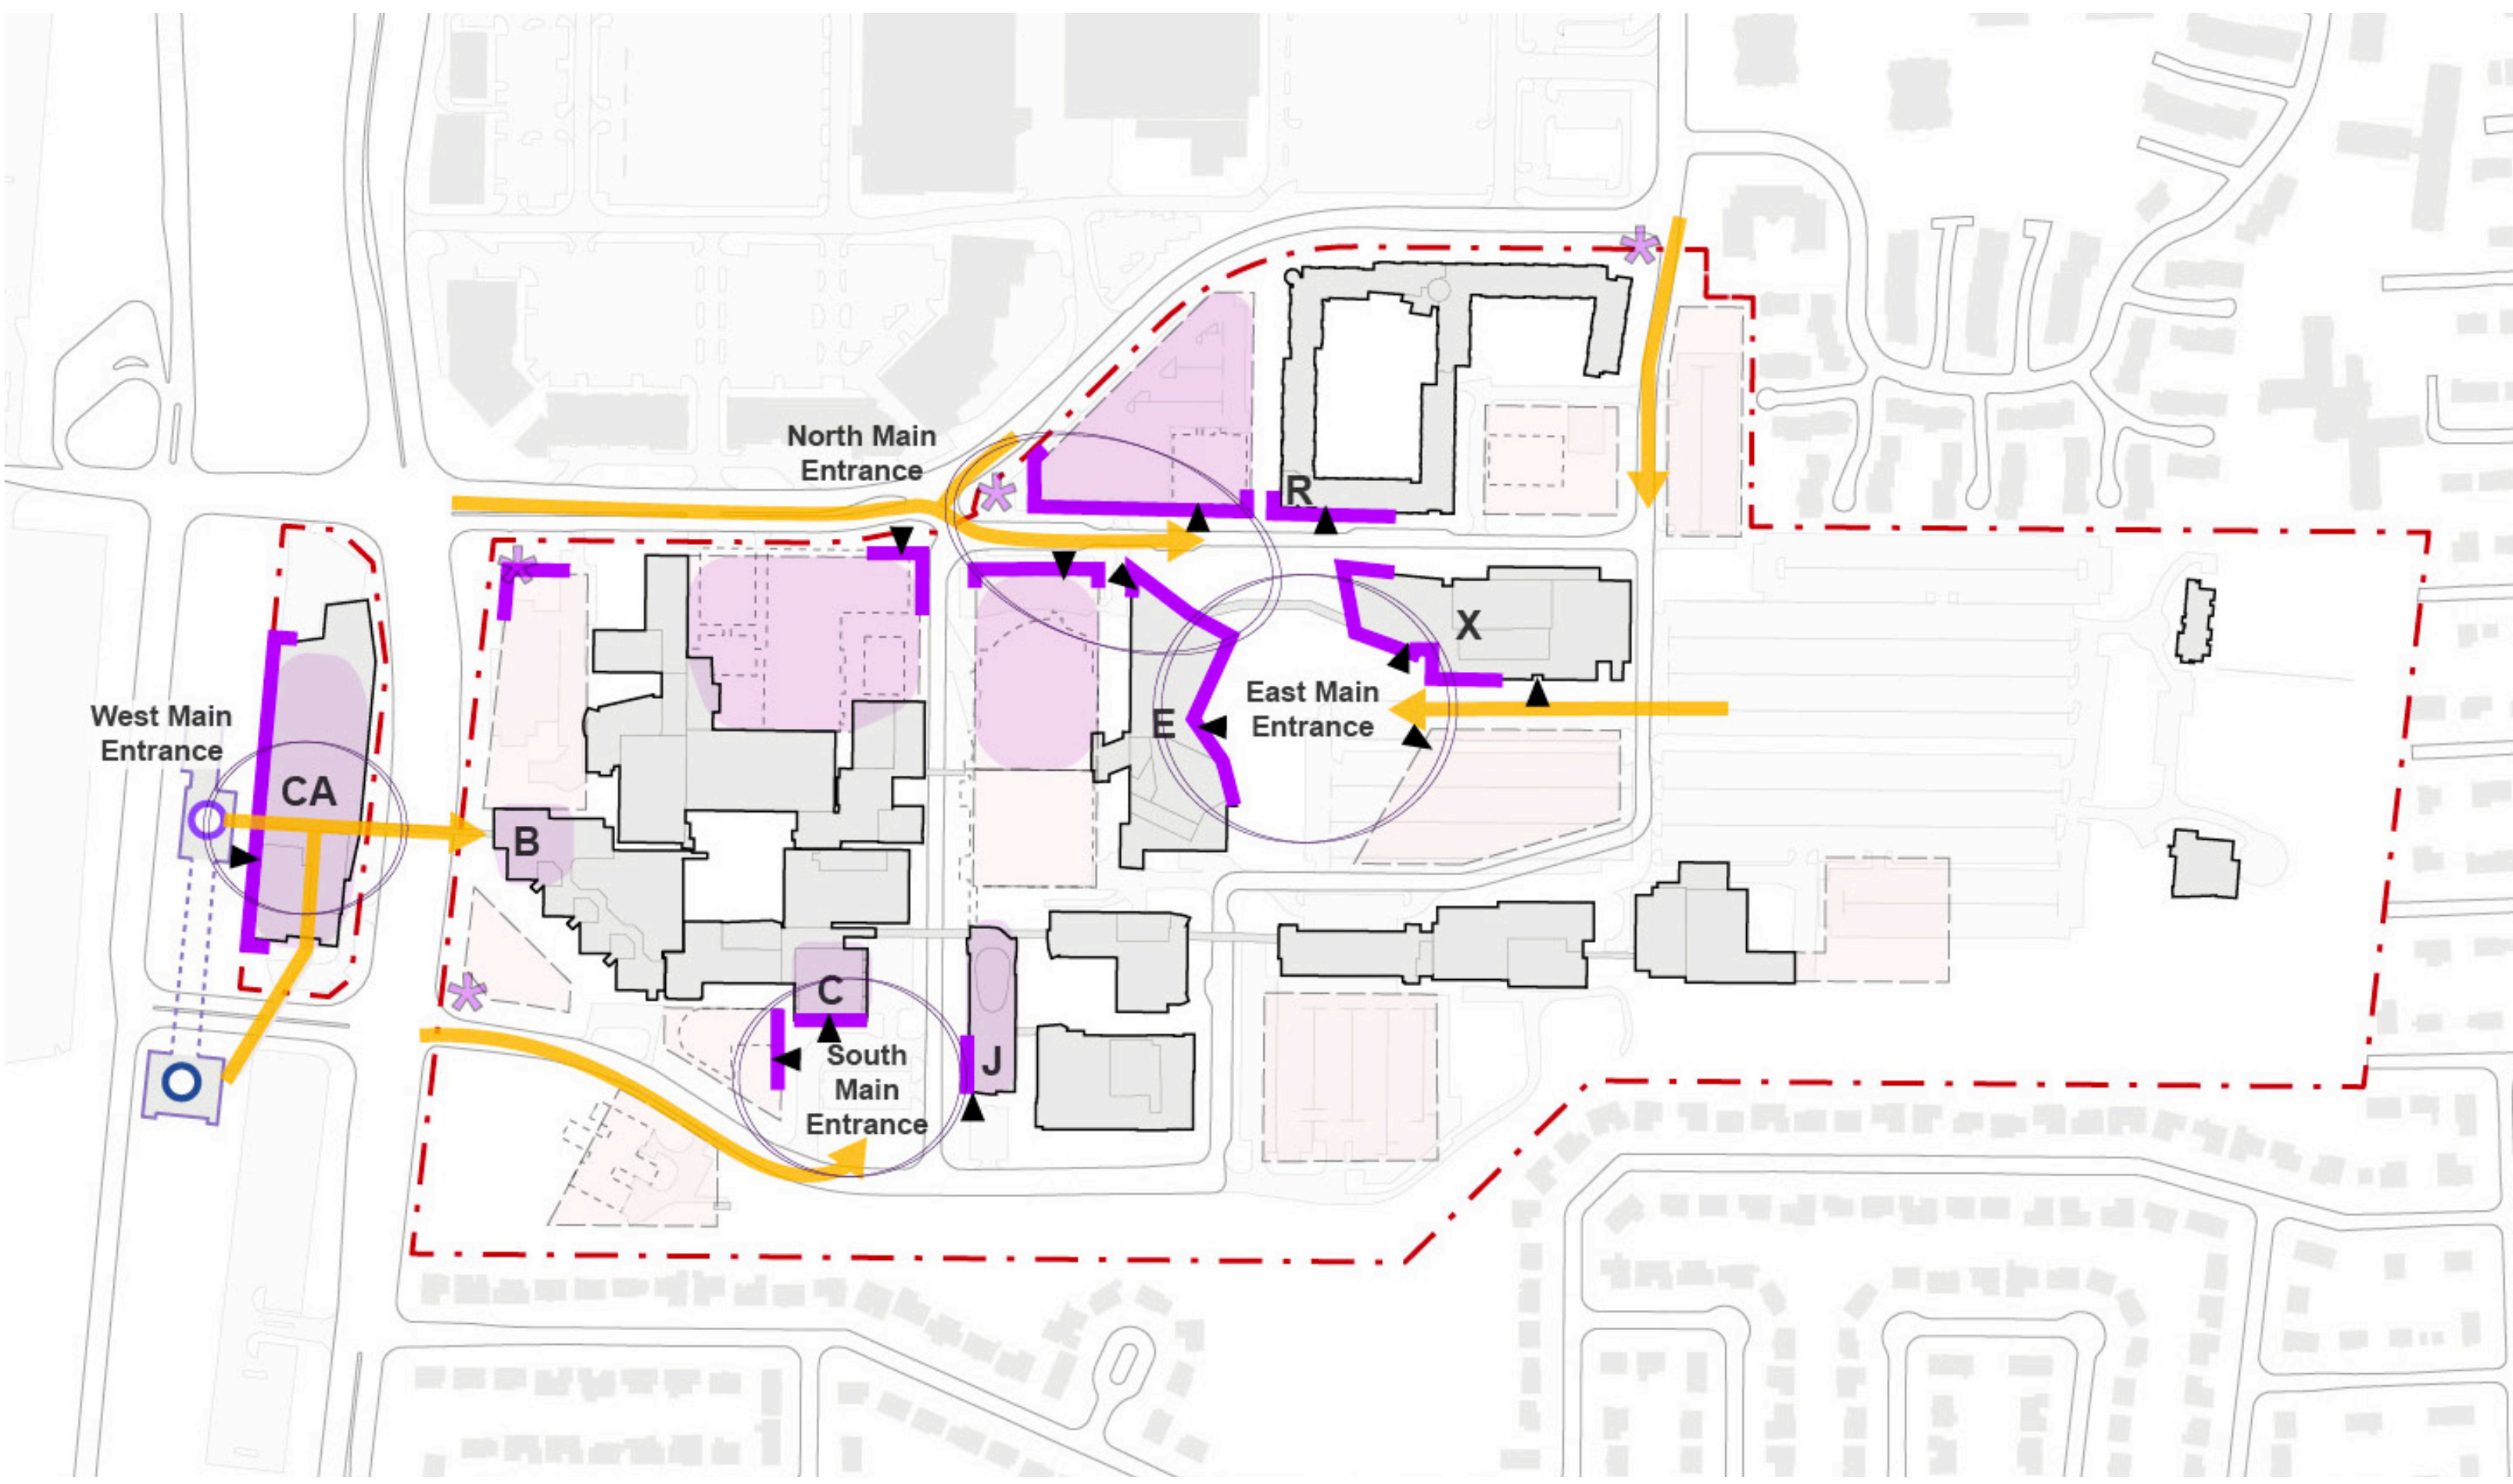 North Main
Entrance
R
X
West Main
Entrance
East Main
Entrance
E
CA
B
C
South
Main
Entrance
J